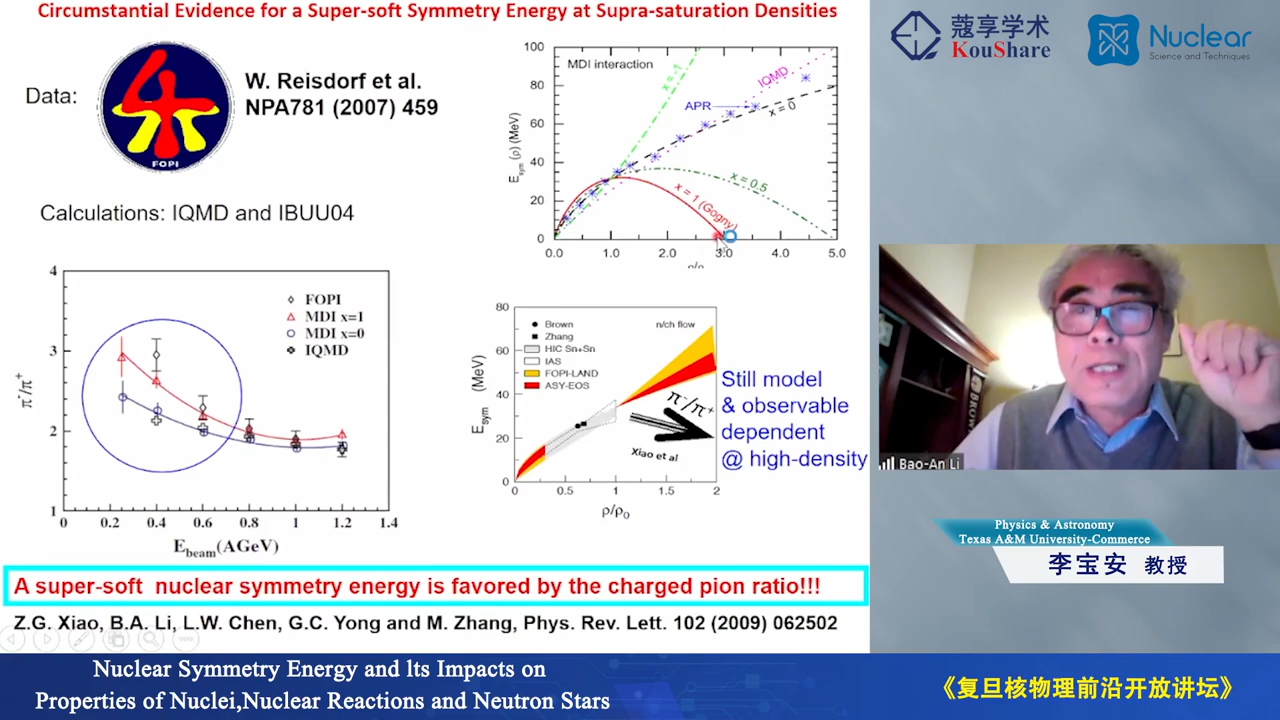 Circumstantial Evidence for a Super-soft Symmetry Energy at Supra-saturation Densities
Data:
FOPI
W. Reisdorf et al.
NPA781 (2007) 459
Calculations: IQMD and IBUU04
100
80
60
40
20
0
E_sym (ρ) (MeV)
MDI interaction
x=-1
IQMD
APR
x = 0
x = 0.5
x = 1 (Gogny)
0.0
1.0
2.0
3.0
4.0
5.0
4
3
2
1
π⁻/π⁺
FOPI
MDI x=1
MDI x=0
IQMD
0
0.2
0.4
0.6
0.8
1
1.2
1.4
E_beam(AGeV)
80
60
40
20
0
E_sym (MeV)
Brown
Zhang
HIC Sn+Sn
IAS
FOPI-LAND
ASY-EOS
n/ch flow
π⁻/π⁺
Xiao et al
0
0.5
1
1.5
2
ρ/ρ₀
Still model
& observable
dependent
@ high-density
A super-soft nuclear symmetry energy is favored by the charged pion ratio!!!
Z.G. Xiao, B.A. Li, L.W. Chen, G.C. Yong and M. Zhang, Phys. Rev. Lett. 102 (2009) 062502
蔻享学术
KouShare
Nuclear
Science and Techniques
BROWN
Bao-An Li
Physics & Astronomy
Texas A&M University-Commerce
李宝安 教授
Nuclear Symmetry Energy and lts Impacts on
Properties of Nuclei,Nuclear Reactions and Neutron Stars
《复旦核物理前沿开放讲坛》